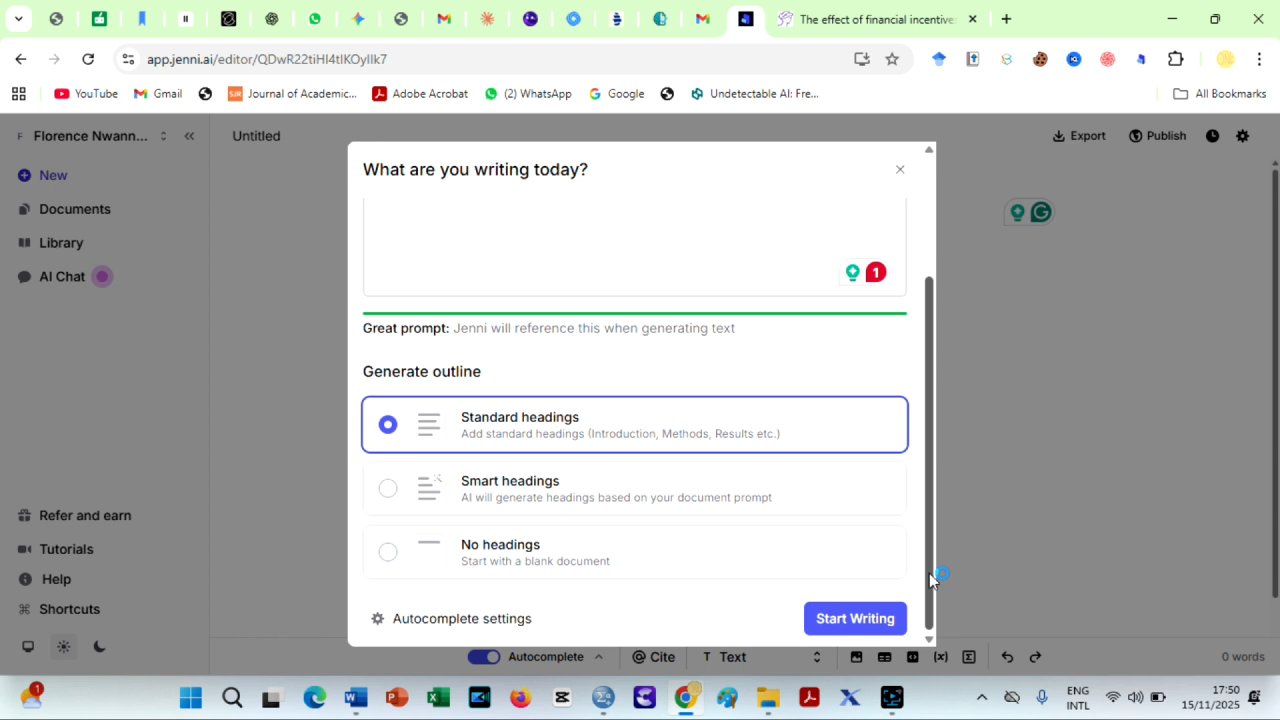 The effect of financial incentive
app.jenni.ai/editor/QDwR22tiHI4tIKOyIIk7
YouTube
Gmail
SJR Journal of Academic...
Adobe Acrobat
(2) WhatsApp
Google
Undetectable AI: Fre...
All Bookmarks
F Florence Nwann...
Untitled
Export
Publish
What are you writing today?
New
Documents
Library
AI Chat
1
Great prompt: Jenni will reference this when generating text
Generate outline
Standard headings
Add standard headings (Introduction, Methods, Results etc.)
Smart headings
AI will generate headings based on your document prompt
No headings
Start with a blank document
Refer and earn
Tutorials
Help
Shortcuts
Autocomplete settings
Start Writing
Autocomplete
@ Cite
T Text
0 words
1
ENG
INTL
17:50
15/11/2025